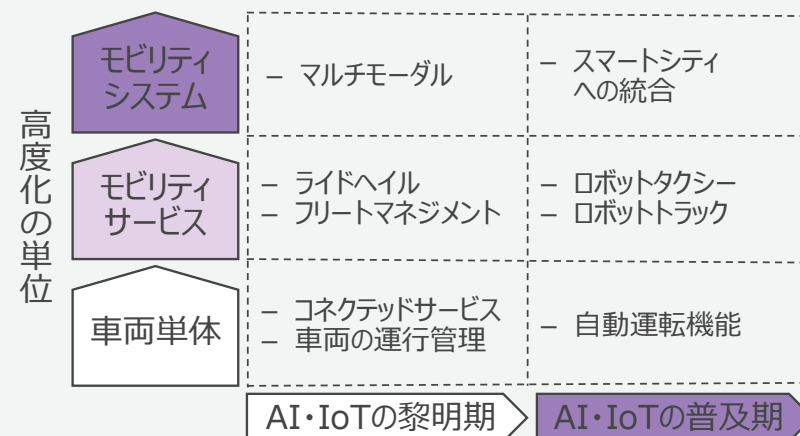 高度化の単位
モビリティ
システム
– マルチモーダル
– スマートシティ
への統合
モビリティ
サービス
– ライドヘイル
– フリートマネジメント
– ロボットタクシー
– ロボットトラック
車両単体
– コネクテッドサービス
– 車両の運行管理
– 自動運転機能
AI・IoTの黎明期
AI・IoTの普及期